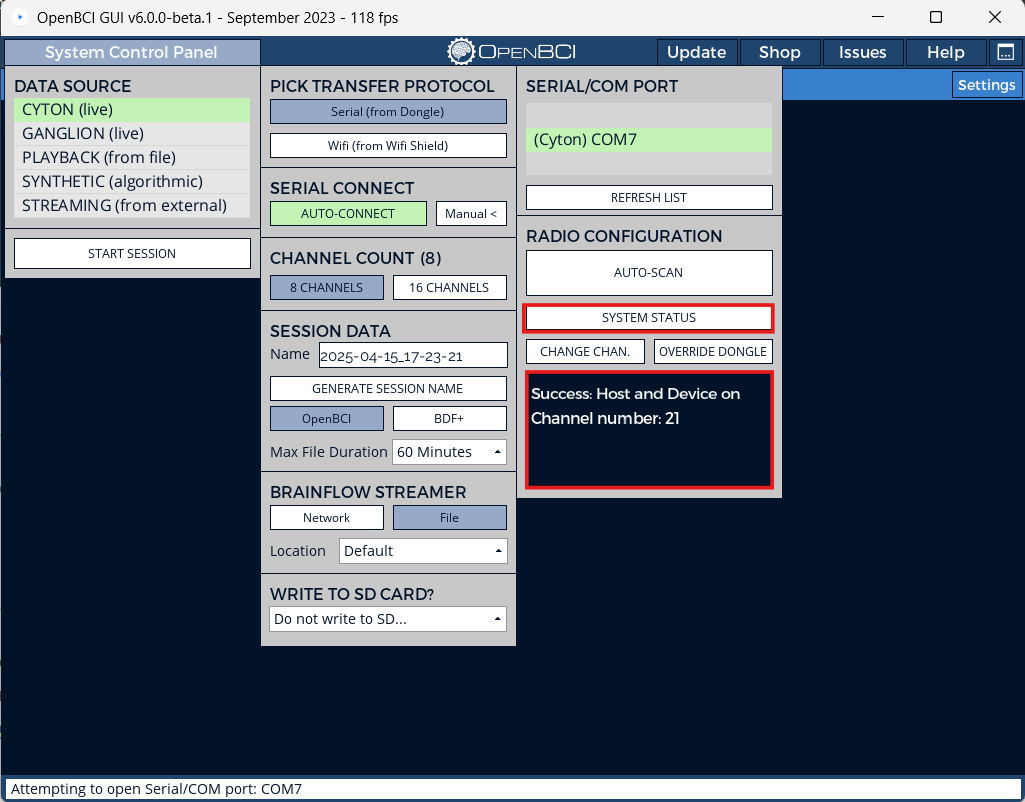 OpenBCI GUI v6.0.0-beta.1 - September 2023 - 118 fps
System Control Panel
OPENBCI
Update
Shop
Issues
Help
Settings
DATA SOURCE
CYTON (live)
GANGLION (live)
PLAYBACK (from file)
SYNTHETIC (algorithmic)
STREAMING (from external)
START SESSION
PICK TRANSFER PROTOCOL
Serial (from Dongle)
Wifi (from Wifi Shield)
SERIAL CONNECT
AUTO-CONNECT
Manual <
CHANNEL COUNT (8)
8 CHANNELS
16 CHANNELS
SESSION DATA
Name 2025-04-15_17-23-21
GENERATE SESSION NAME
OpenBCI
BDF+
Max File Duration 60 Minutes
BRAINFLOW STREAMER
Network
File
Location Default
WRITE TO SD CARD?
Do not write to SD...
SERIAL/COM PORT
(Cyton) COM7
REFRESH LIST
RADIO CONFIGURATION
AUTO-SCAN
SYSTEM STATUS
CHANGE CHAN.
OVERRIDE DONGLE
Success: Host and Device on
Channel number: 21
Attempting to open Serial/COM port: COM7